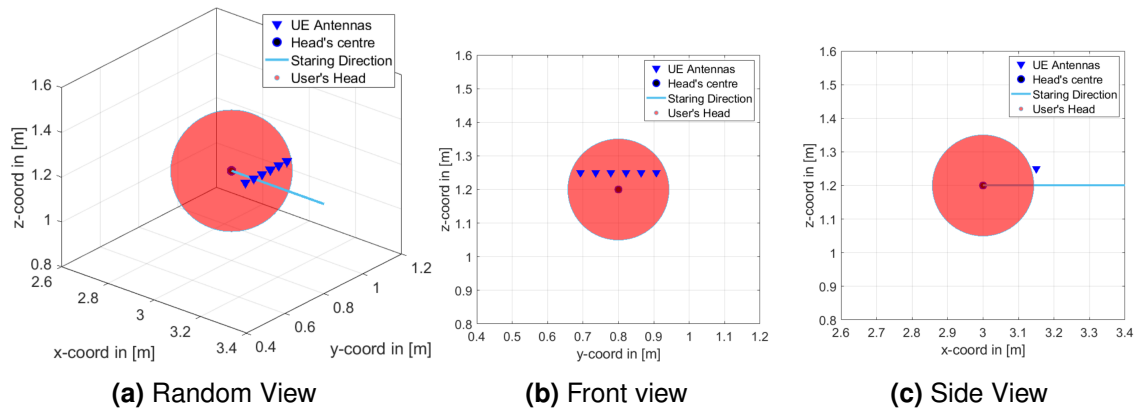 UE Antennas
Head's centre
Staring Direction
User's Head
1.6
1.4
1.2
1
0.8
z-coord in [m]
2.6
2.8
3
3.2
3.4
x-coord in [m]
0.4
0.6
0.8
1
1.2
y-coord in [m]
(a) Random View
UE Antennas
Head's centre
Staring Direction
User's Head
1.6
1.5
1.4
1.3
1.2
1.1
1
0.9
0.8
z-coord in [m]
0.4 0.5 0.6 0.7 0.8 0.9 1 1.1 1.2
y-coord in [m]
(b) Front view
UE Antennas
Head's centre
Staring Direction
User's Head
1.6
1.5
1.4
1.3
1.2
1.1
1
0.9
0.8
z-coord in [m]
2.6 2.7 2.8 2.9 3 3.1 3.2 3.3 3.4
x-coord in [m]
(c) Side View